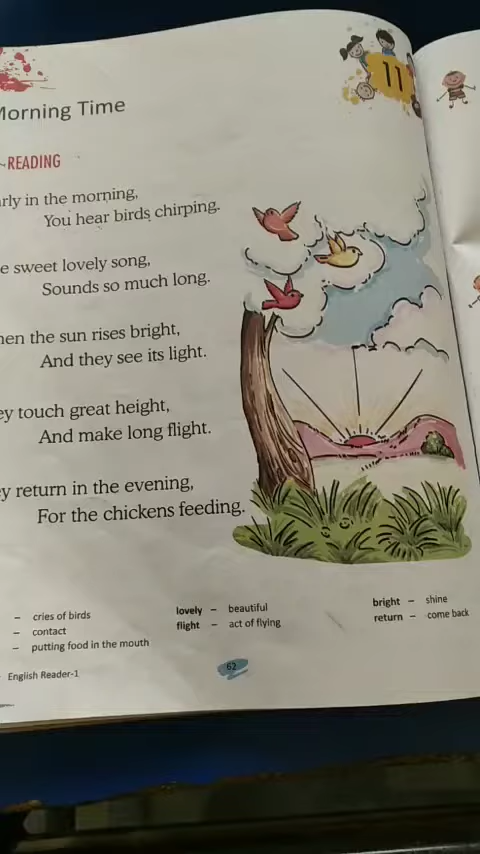 11
Morning Time
READING
rly in the morning,
You hear birds chirping.
e sweet lovely song,
Sounds so much long.
hen the sun rises bright,
And they see its light.
ey touch great height,
And make long flight.
y return in the evening,
For the chickens feeding.
– cries of birds
– contact
– putting food in the mouth
lovely – beautiful
flight – act of flying
bright – shine
return – come back
English Reader-1
62